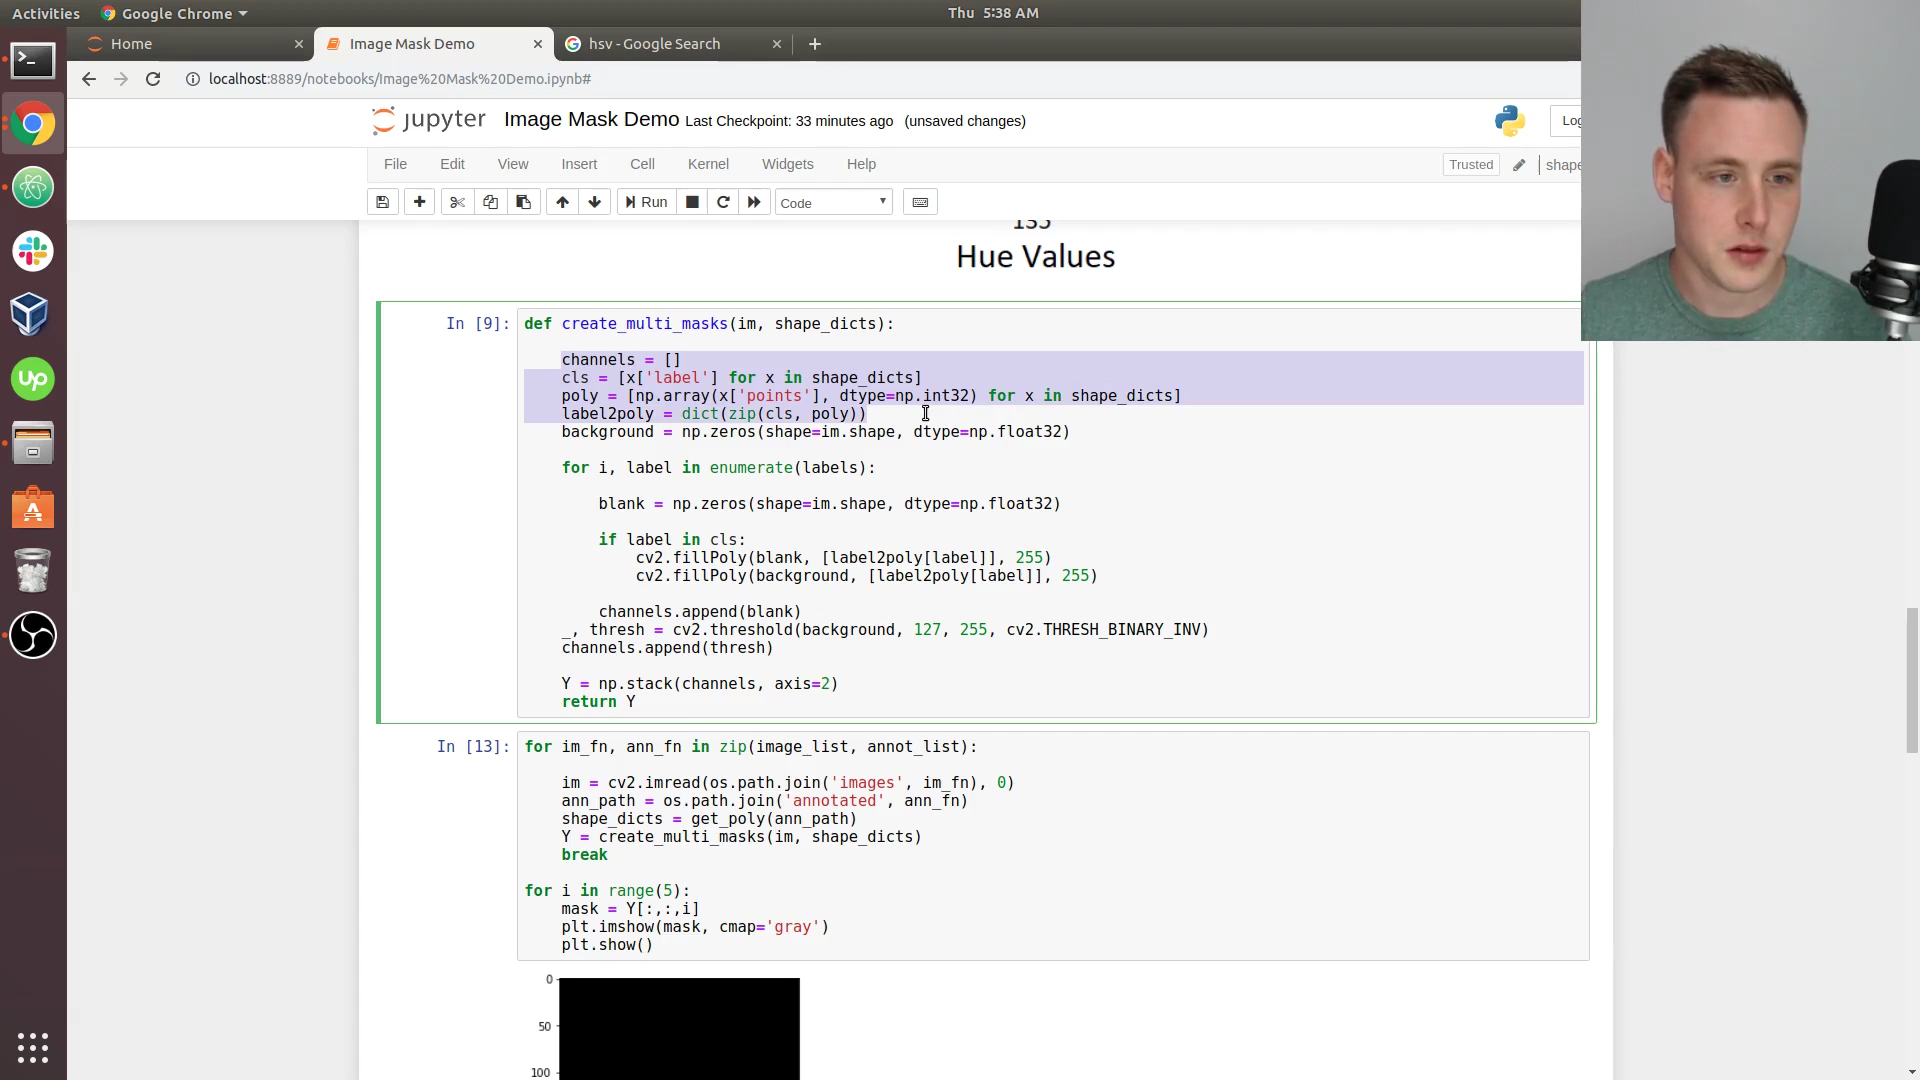 Activities
Google Chrome
Thu 5:38 AM
Home
Image Mask Demo
hsv - Google Search
localhost:8889/notebooks/Image%20Mask%20Demo.ipynb#
jupyter
Image Mask Demo
Last Checkpoint: 33 minutes ago
(unsaved changes)
File
Edit
View
Insert
Cell
Kernel
Widgets
Help
Trusted
Run
Code
135
Hue Values
In [9]:
def create_multi_masks(im, shape_dicts):
channels = []
cls = [x['label'] for x in shape_dicts]
poly = [np.array(x['points'], dtype=np.int32) for x in shape_dicts]
label2poly = dict(zip(cls, poly))
background = np.zeros(shape=im.shape, dtype=np.float32)
for i, label in enumerate(labels):
blank = np.zeros(shape=im.shape, dtype=np.float32)
if label in cls:
cv2.fillPoly(blank, [label2poly[label]], 255)
cv2.fillPoly(background, [label2poly[label]], 255)
channels.append(blank)
_, thresh = cv2.threshold(background, 127, 255, cv2.THRESH_BINARY_INV)
channels.append(thresh)
Y = np.stack(channels, axis=2)
return Y
In [13]:
for im_fn, ann_fn in zip(image_list, annot_list):
im = cv2.imread(os.path.join('images', im_fn), 0)
ann_path = os.path.join('annotated', ann_fn)
shape_dicts = get_poly(ann_path)
Y = create_multi_masks(im, shape_dicts)
break
for i in range(5):
mask = Y[:,:,i]
plt.imshow(mask, cmap='gray')
plt.show()
0
50
100
Up